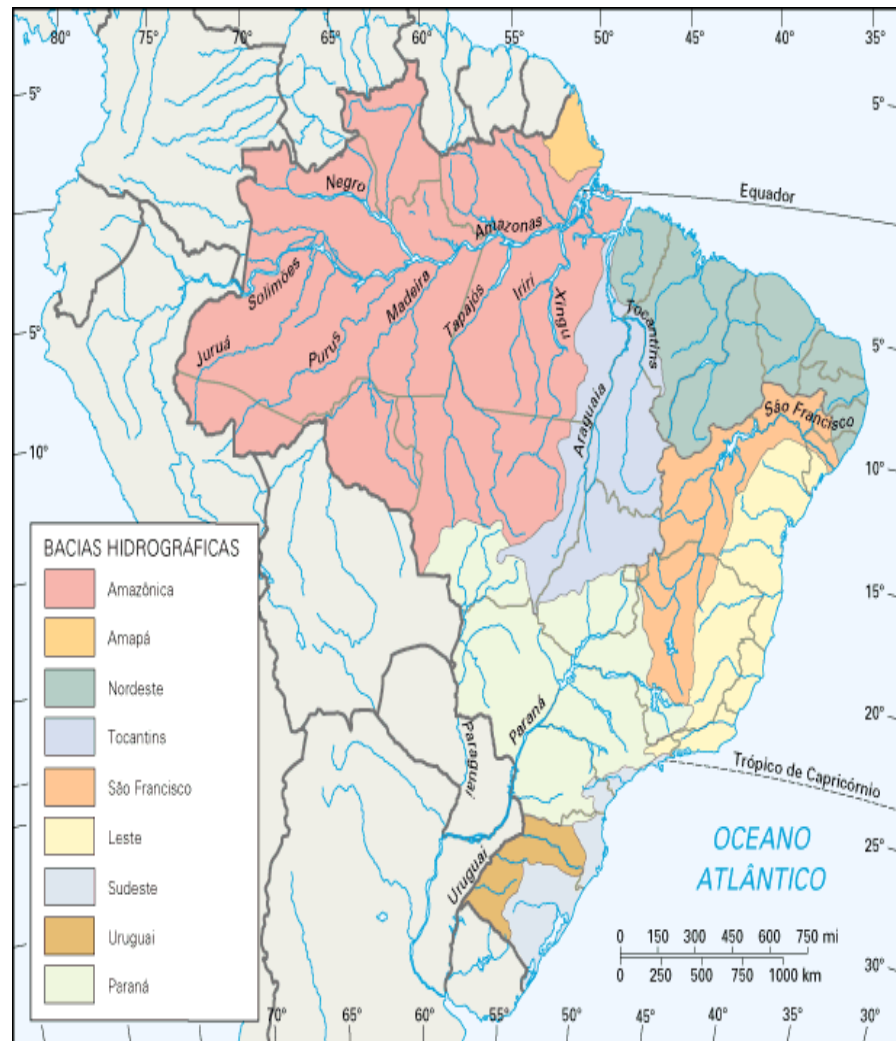 80° 75° 70° 65° 60° 55° 50° 45° 40° 35°
5°
5°
Equador
Negro
Amazonas
Solimões
Madeira
Tapajós
Iriri
Xingu
Tocantins
Juruá
Purus
5°
5°
Araguaia
São Francisco
10°
10°
BACIAS HIDROGRÁFICAS
Amazônica
Amapá
Nordeste
Tocantins
São Francisco
Leste
Sudeste
Uruguai
Paraná
15°
20°
Paraná
Paraguai
Trópico de Capricórnio
Uruguai
OCEANO
ATLÂNTICO
25°
0 150 300 450 600 750 mi
0 250 500 750 1000 km
30°
70° 65° 60° 55° 50° 45° 40° 35° 30°